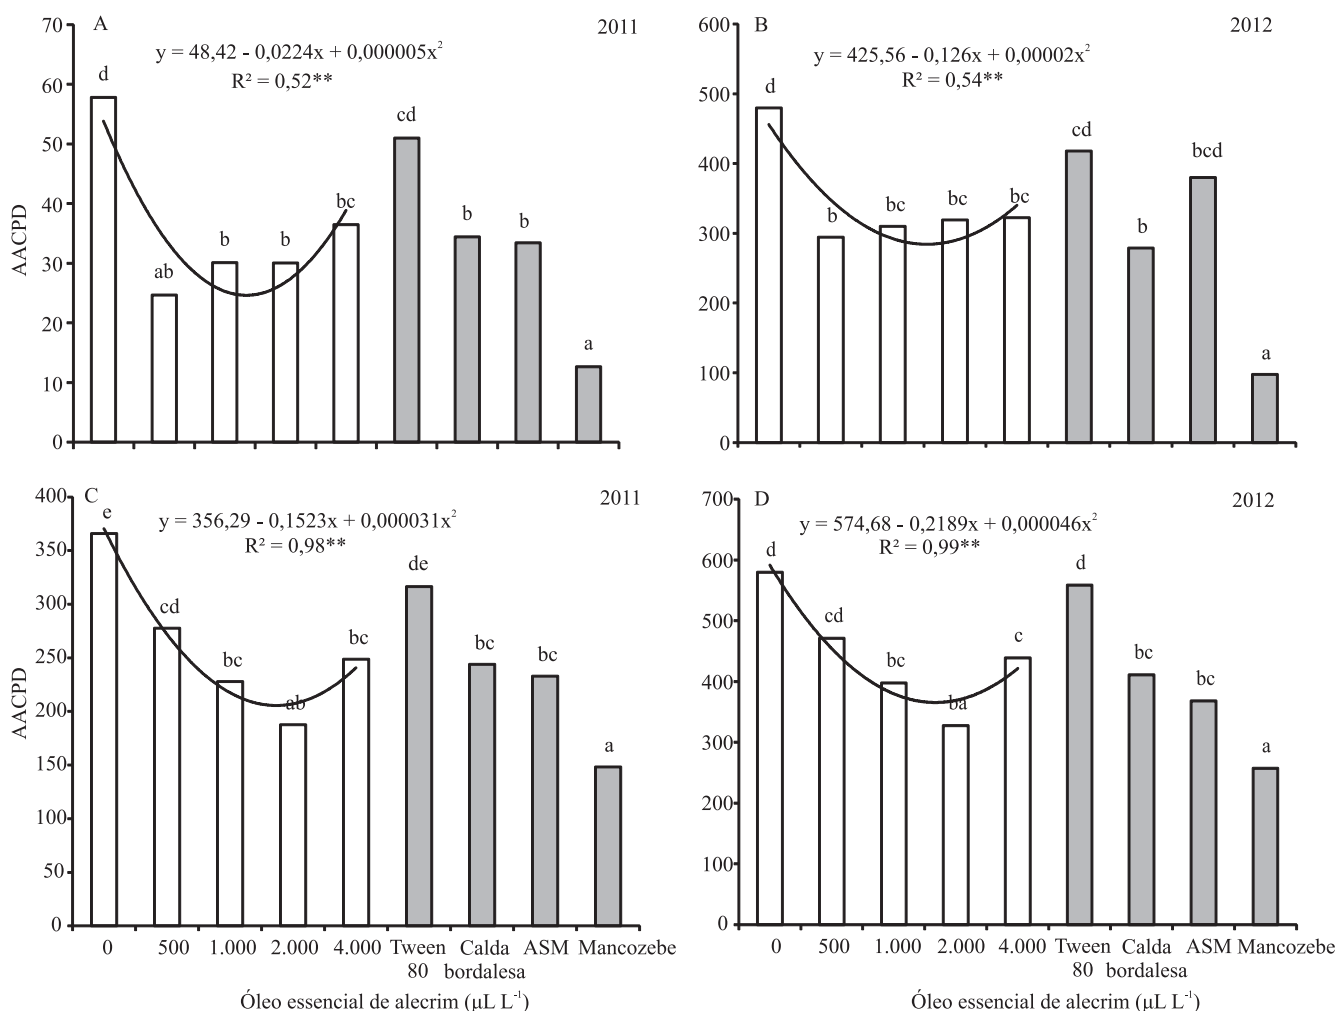 A
2011
y = 48,42 - 0,0224x + 0,000005x²
R² = 0,52**
AACPD
70
60
50
40
30
20
10
0
d
ab
b
b
bc
cd
b
b
a
B
2012
y = 425,56 - 0,126x + 0,00002x²
R² = 0,54**
600
500
400
300
200
100
0
d
b
bc
bc
bc
cd
b
bcd
a
C
2011
y = 356,29 - 0,1523x + 0,000031x²
R² = 0,98**
AACPD
400
350
300
250
200
150
100
50
0
e
cd
bc
ab
bc
de
bc
bc
a
0 500 1.000 2.000 4.000 Tween 80 Calda bordalesa ASM Mancozebe
Óleo essencial de alecrim (µL L⁻¹)
D
2012
y = 574,68 - 0,2189x + 0,000046x²
R² = 0,99**
700
600
500
400
300
200
100
0
d
cd
bc
ba
c
d
bc
bc
a
0 500 1.000 2.000 4.000 Tween 80 Calda bordalesa ASM Mancozebe
Óleo essencial de alecrim (µL L⁻¹)